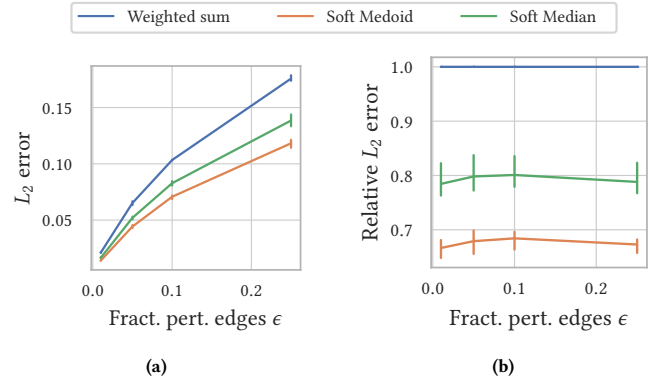 Weighted sum Soft Medoid Soft Median
L₂ error
0.15
0.10
0.05
0.0 0.1 0.2
Fract. pert. edges ϵ
(a)
Relative L₂ error
1.0
0.9
0.8
0.7
0.0 0.1 0.2
Fract. pert. edges ϵ
(b)